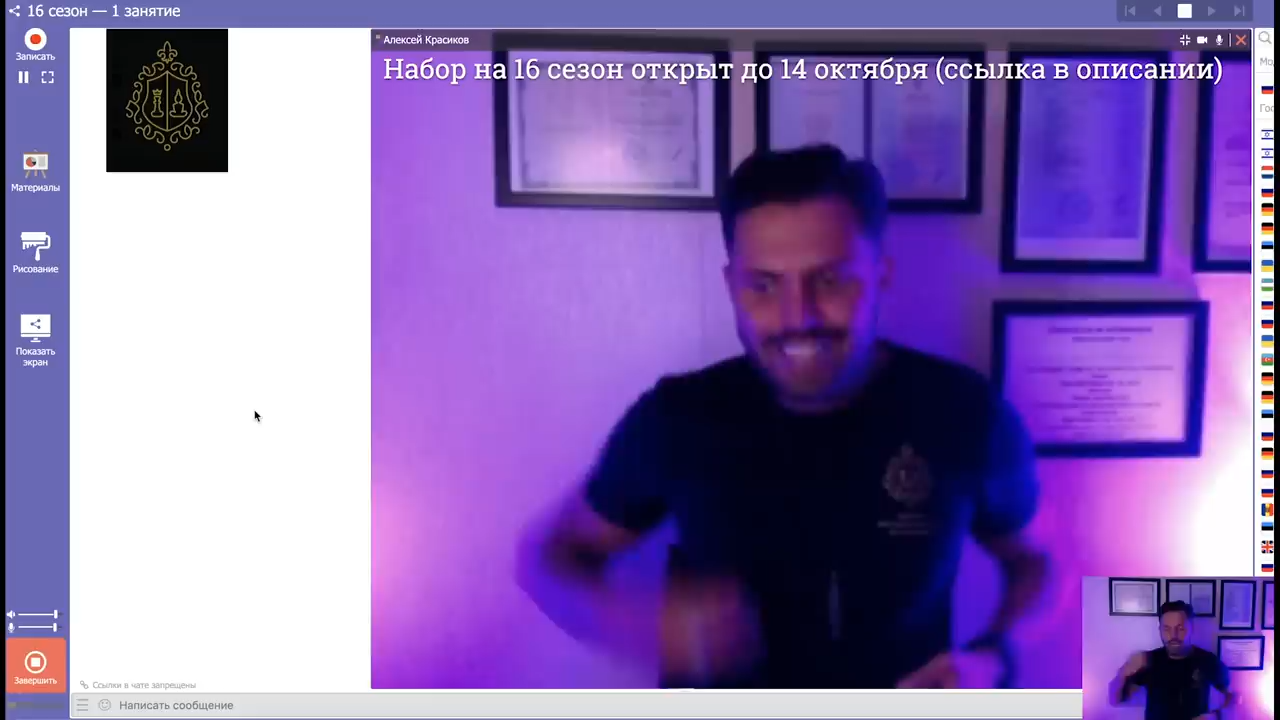 16 сезон — 1 занятие
Записать
Алексей Красиков
Набор на 16 сезон открыт до 14 октября (ссылка в описании)
Материалы
Рисование
Показать
экран
Завершить
Ссылки в чате запрещены
Написать сообщение